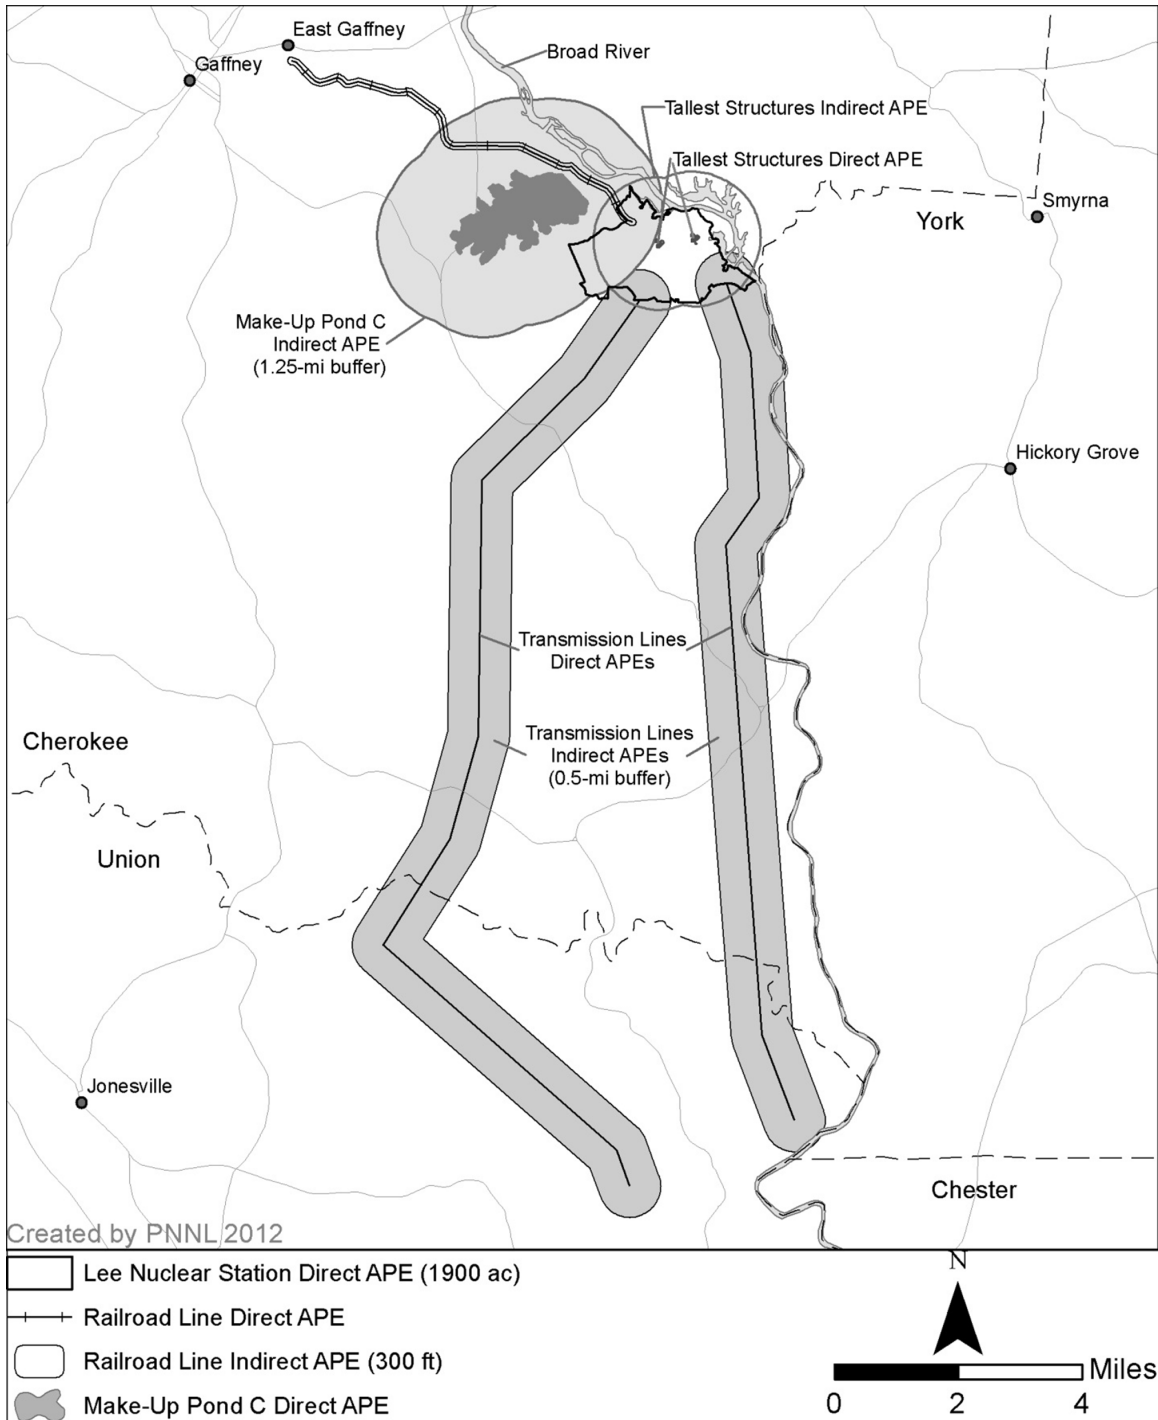 East Gaffney
Gaffney
Broad River
Tallest Structures Indirect APE
Tallest Structures Direct APE
Smyrna
York
Make-Up Pond C
Indirect APE
(1.25-mi buffer)
Hickory Grove
Transmission Lines
Direct APEs
Transmission Lines
Indirect APEs
(0.5-mi buffer)
Cherokee
Union
Jonesville
Chester
Created by PNNL 2012
N
Lee Nuclear Station Direct APE (1900 ac)
Railroad Line Direct APE
Railroad Line Indirect APE (300 ft)
Make-Up Pond C Direct APE
Miles
0 2 4